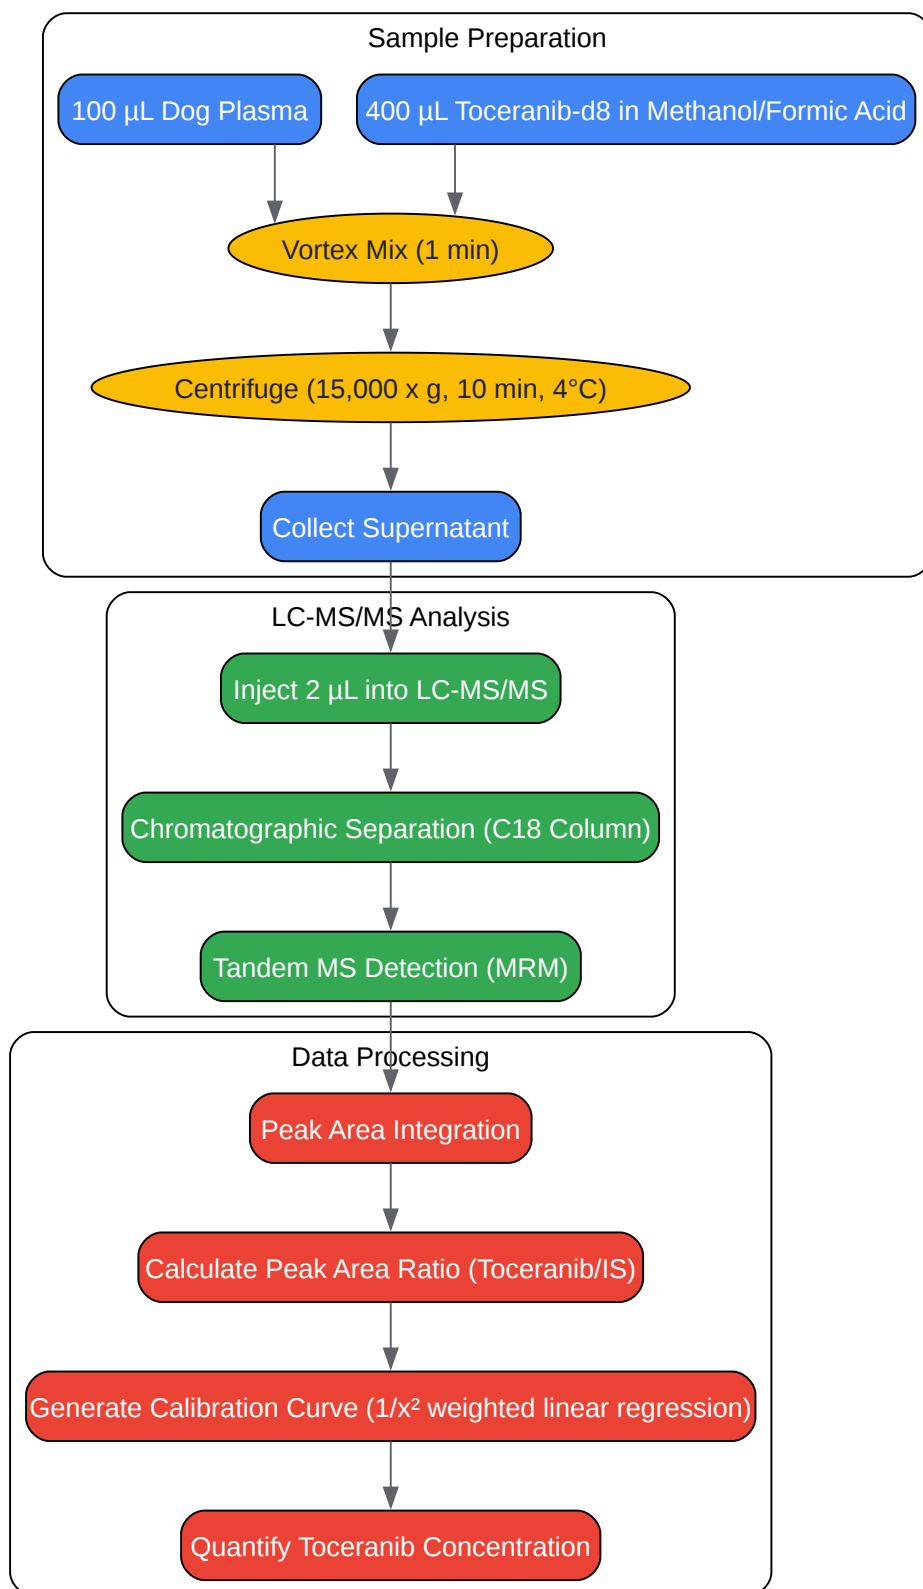 Sample Preparation
100 µL Dog Plasma
400 µL Toceranib-d8 in Methanol/Formic Acid
Vortex Mix (1 min)
Centrifuge (15,000 x g, 10 min, 4°C)
Collect Supernatant
LC-MS/MS Analysis
Inject 2 µL into LC-MS/MS
Chromatographic Separation (C18 Column)
Tandem MS Detection (MRM)
Data Processing
Peak Area Integration
Calculate Peak Area Ratio (Toceranib/IS)
Generate Calibration Curve (1/x² weighted linear regression)
Quantify Toceranib Concentration